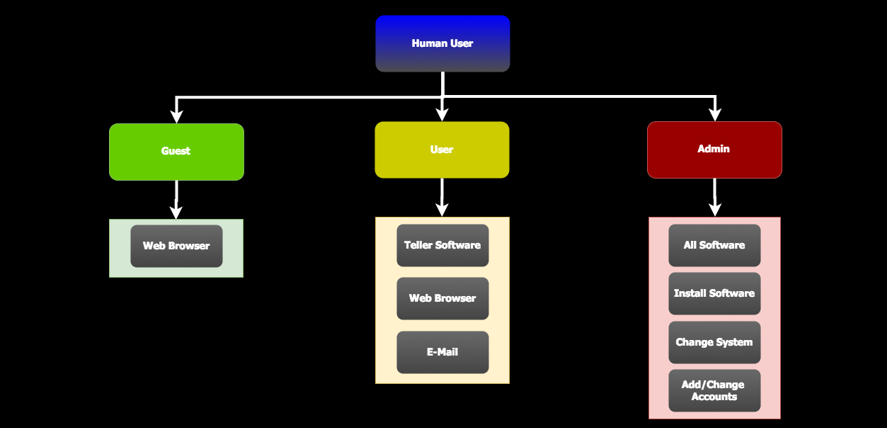 Human User
Guest
User
Admin
Web Browser
Teller Software
Web Browser
E-Mail
All Software
Install Software
Change System
Add/Change
Accounts